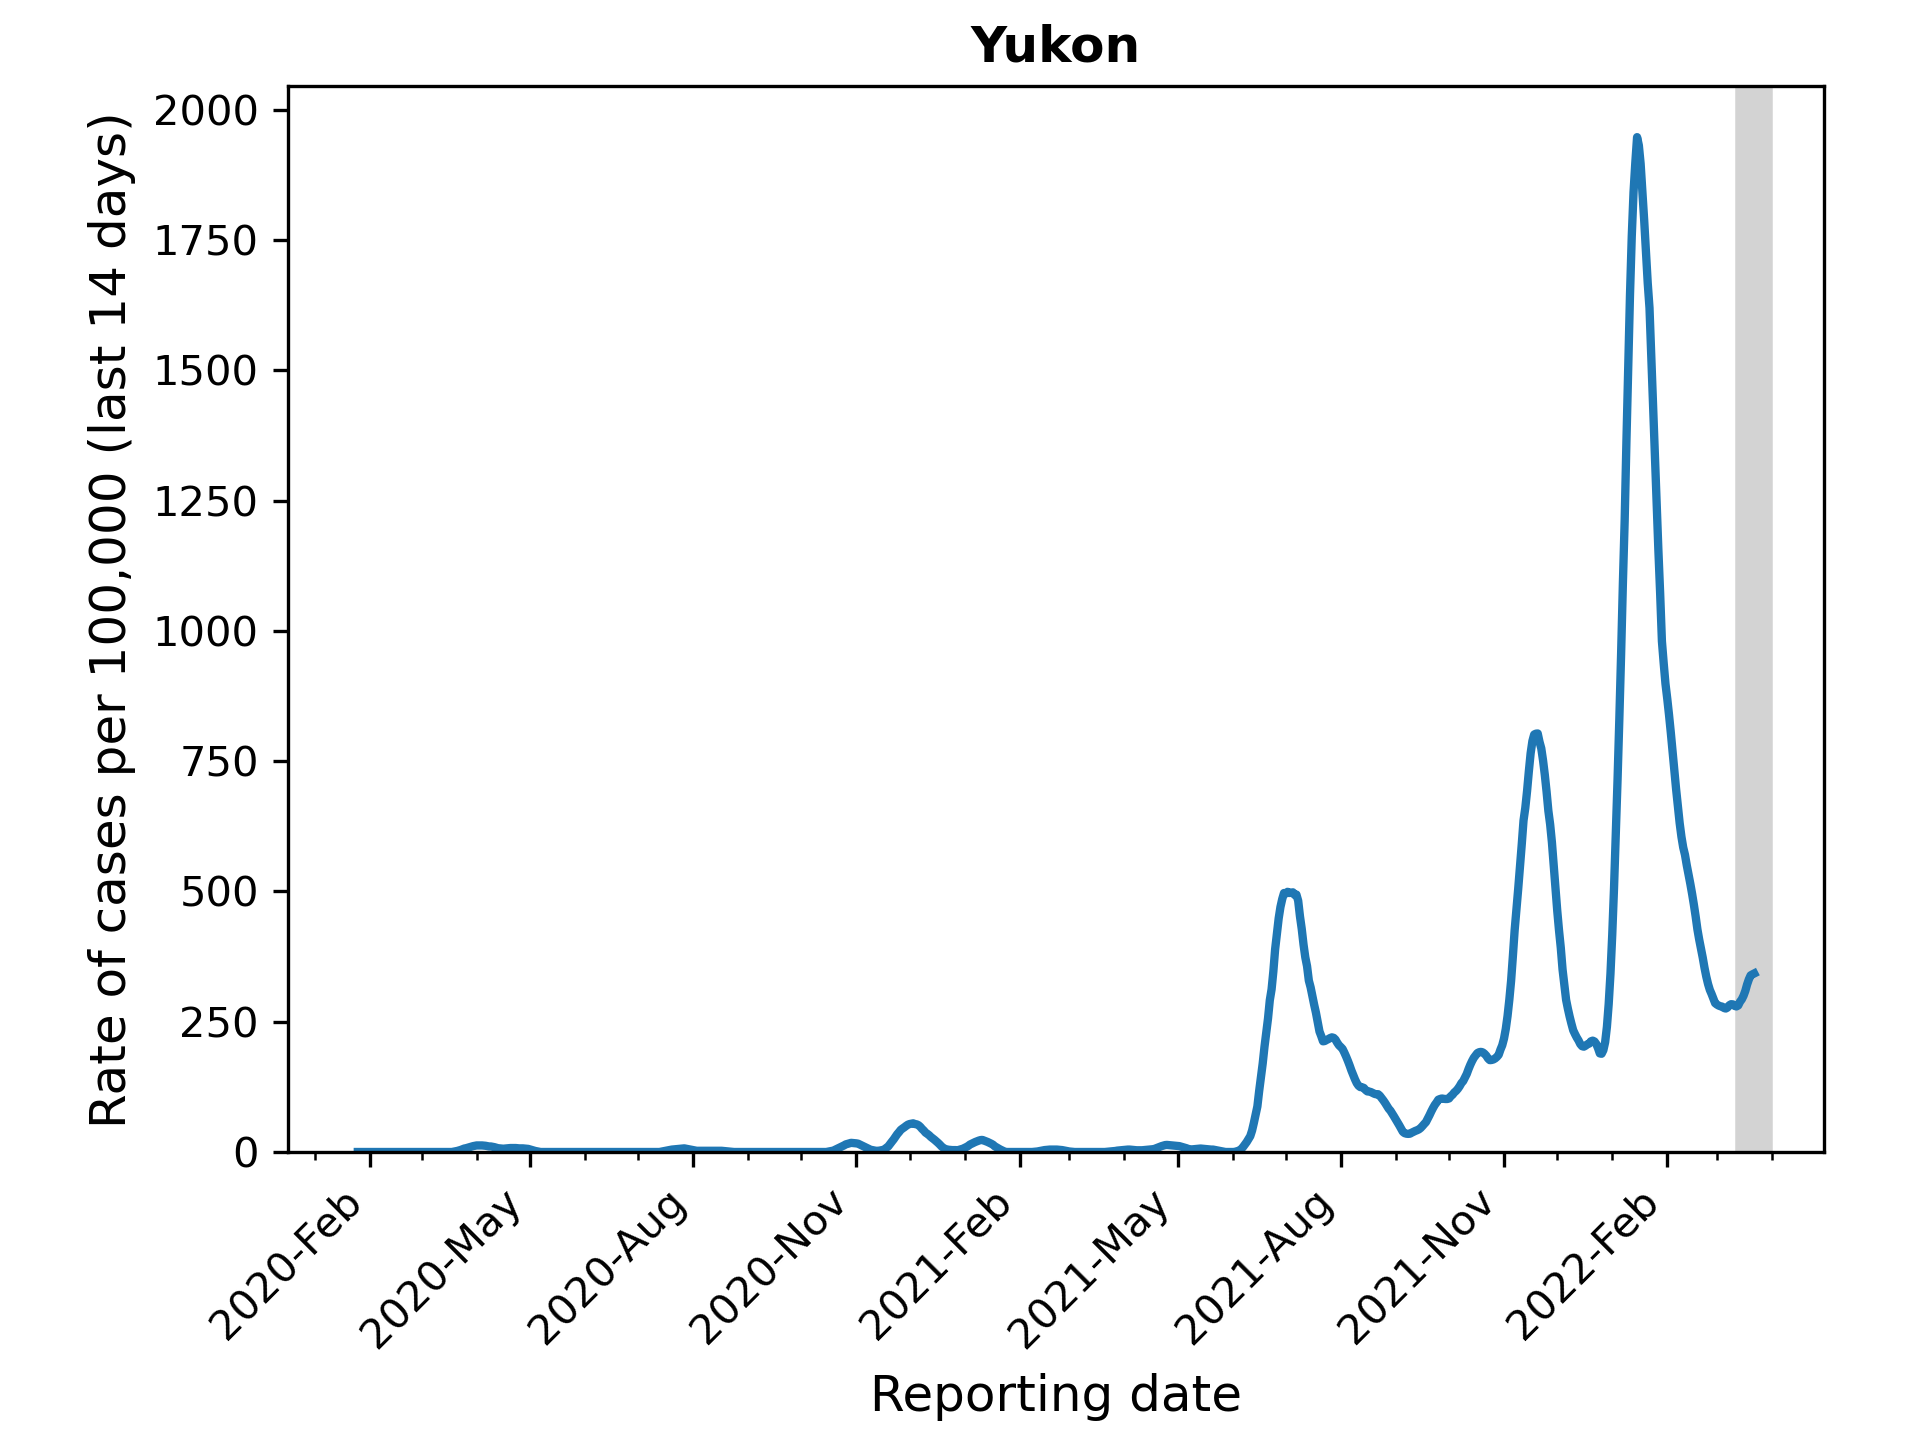 Yukon
Rate of cases per 100,000 (last 14 days)
2000
1750
1500
1250
1000
750
500
250
0
2020-Feb
2020-May
2020-Aug
2020-Nov
2021-Feb
2021-May
2021-Aug
2021-Nov
2022-Feb
Reporting date